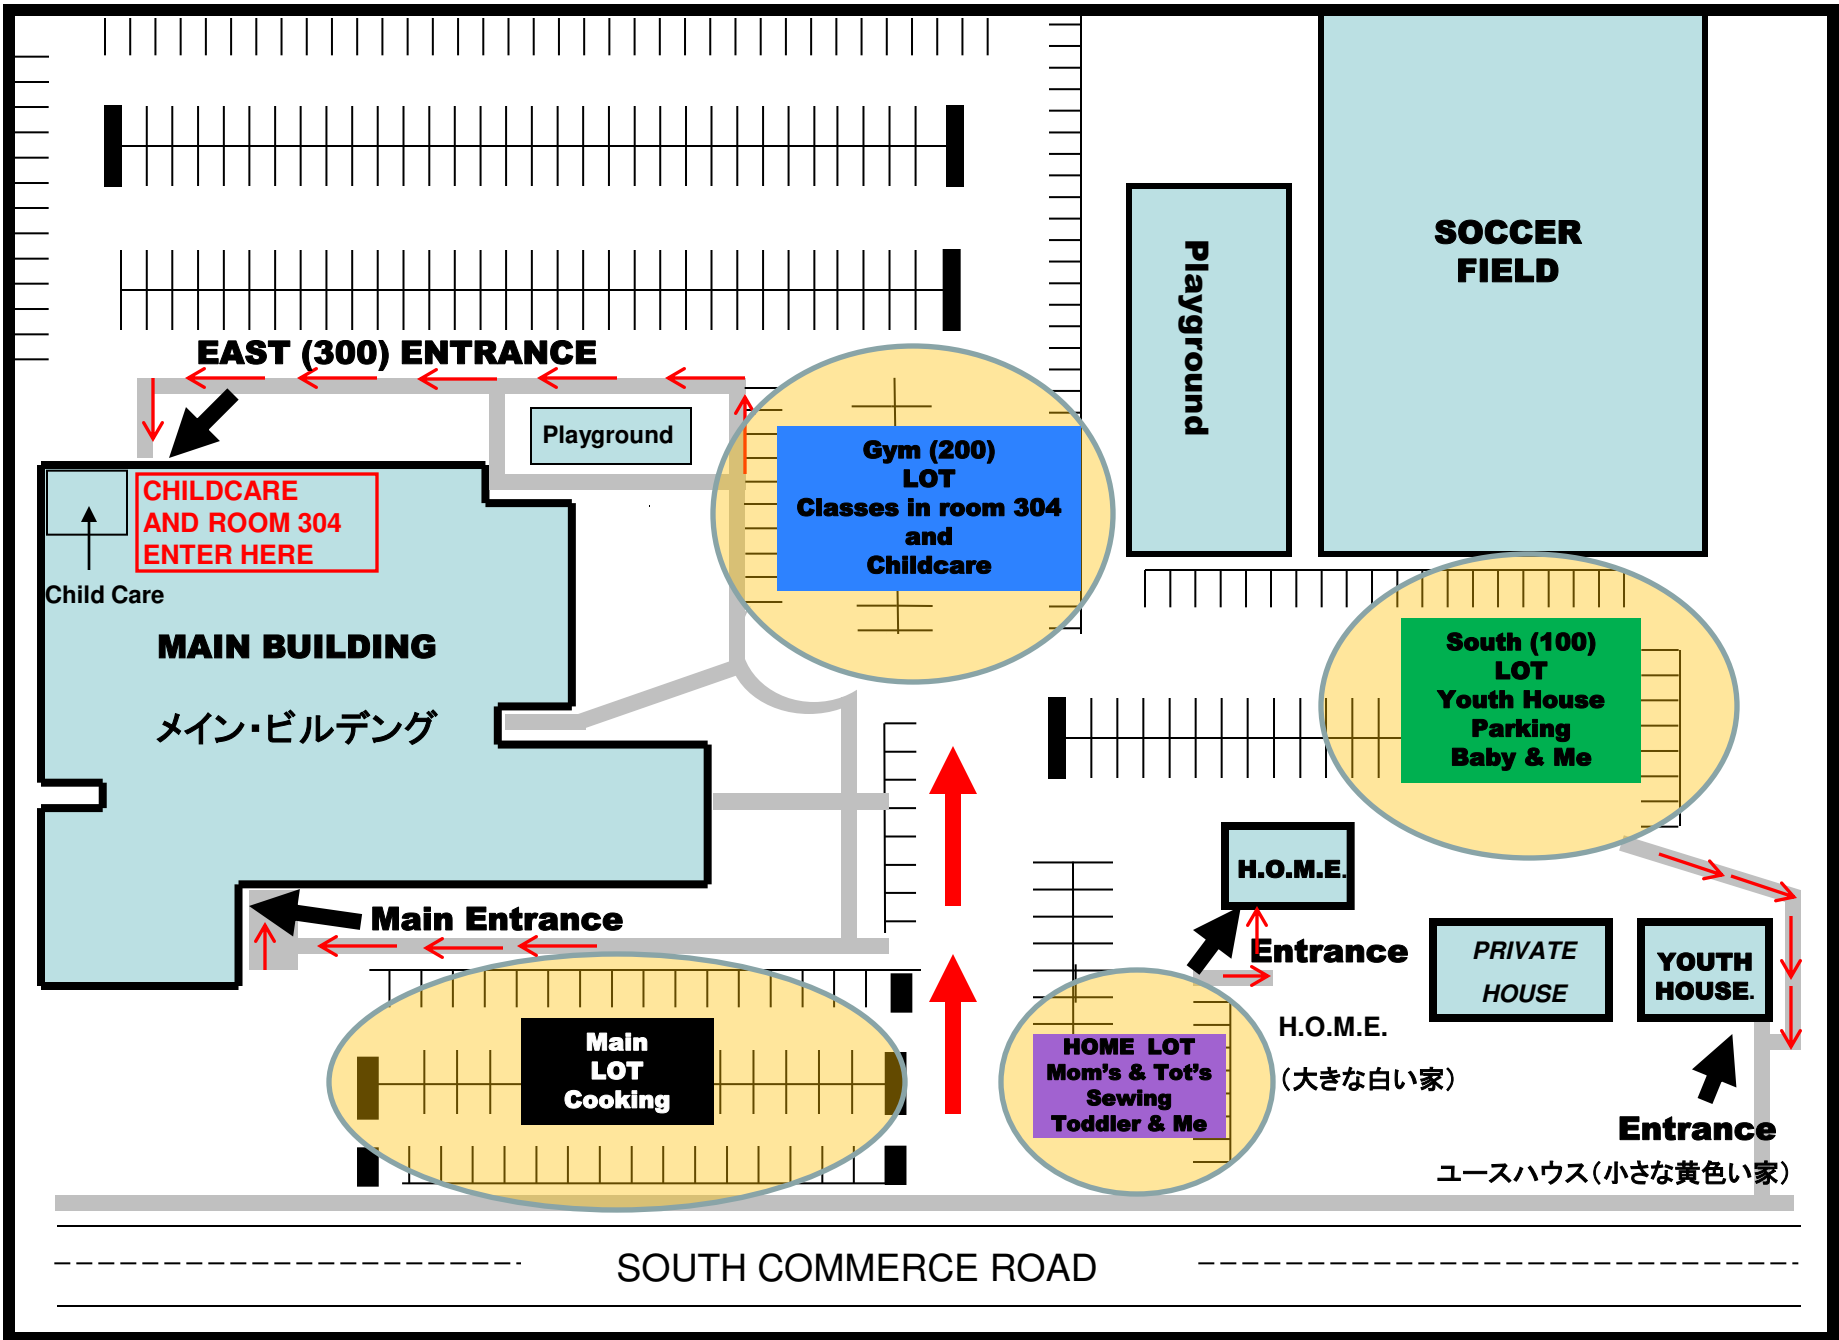 SOCCER
FIELD
Playground
EAST (300) ENTRANCE
Playground
Gym (200)
LOT
Classes in room 304
and
Childcare
CHILDCARE
AND ROOM 304
ENTER HERE
Child Care
MAIN BUILDING
メイン・ビルデング
South (100)
LOT
Youth House
Parking
Baby & Me
H.O.M.E.
Main Entrance
Entrance
PRIVATE
HOUSE
YOUTH
HOUSE.
H.O.M.E.
(大きな白い家)
Main
LOT
Cooking
HOME LOT
Mom's & Tot's
Sewing
Toddler & Me
Entrance
ユースハウス(小さな黄色い家)
SOUTH COMMERCE ROAD